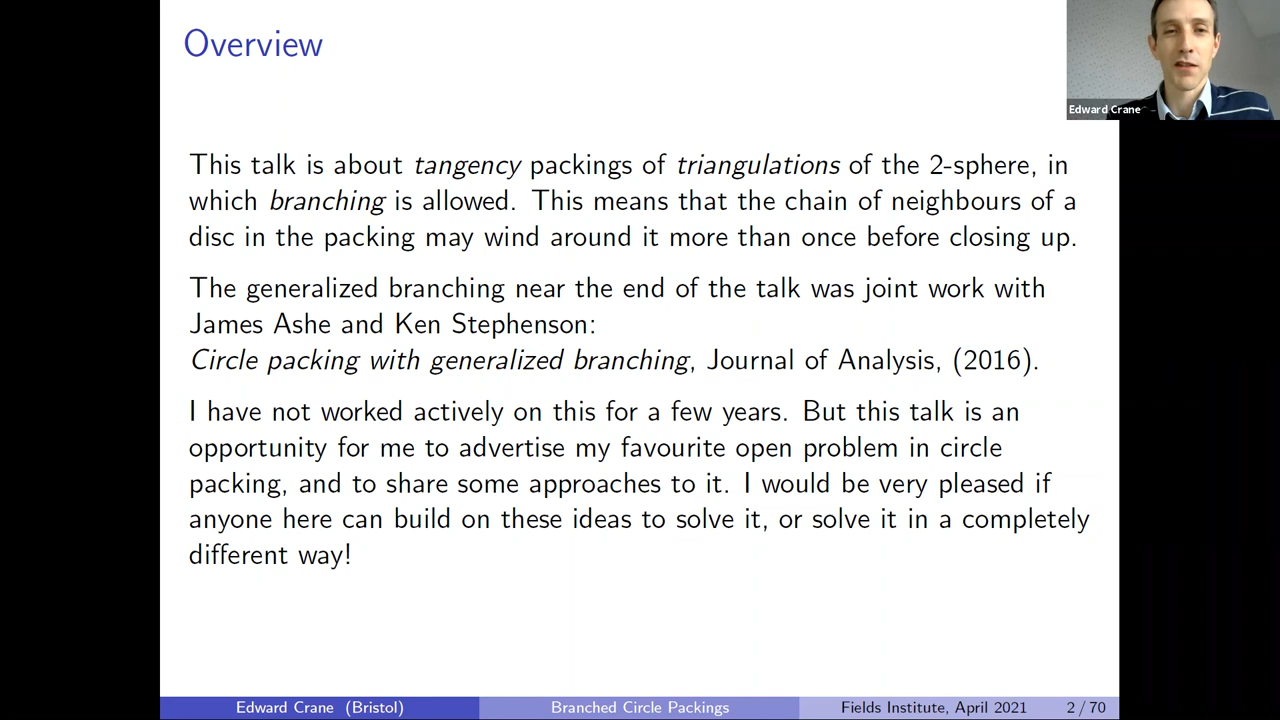 Overview
Edward Crane
This talk is about tangency packings of triangulations of the 2-sphere, in
which branching is allowed. This means that the chain of neighbours of a
disc in the packing may wind around it more than once before closing up.
The generalized branching near the end of the talk was joint work with
James Ashe and Ken Stephenson:
Circle packing with generalized branching, Journal of Analysis, (2016).
I have not worked actively on this for a few years. But this talk is an
opportunity for me to advertise my favourite open problem in circle
packing, and to share some approaches to it. I would be very pleased if
anyone here can build on these ideas to solve it, or solve it in a completely
different way!
Edward Crane (Bristol) Branched Circle Packings Fields Institute, April 2021 2 / 70